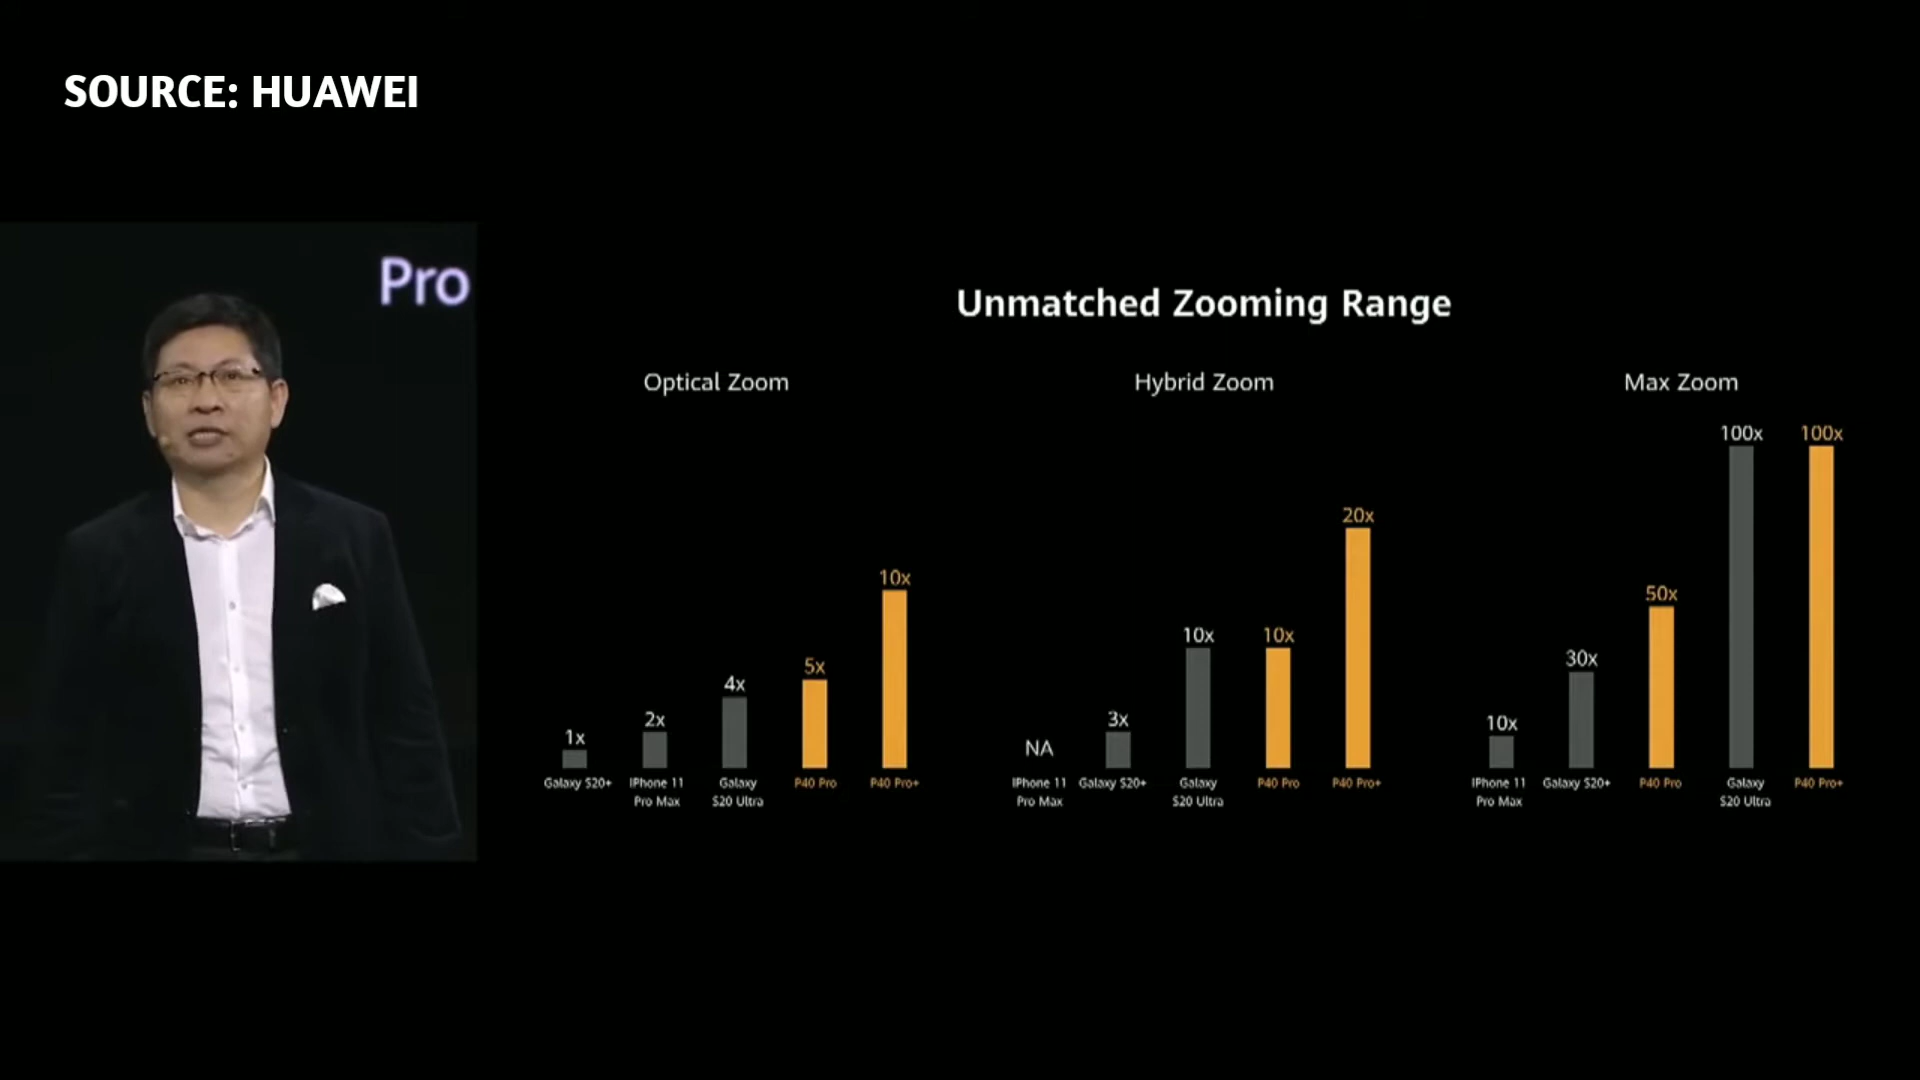 SOURCE: HUAWEI
Pro
Unmatched Zooming Range
Optical Zoom
1x
2x
4x
5x
10x
Galaxy S20+
IPhone 11
Pro Max
Galaxy
S20 Ultra
P40 Pro
P40 Pro+
Hybrid Zoom
NA
3x
10x
10x
20x
IPhone 11
Pro Max
Galaxy S20+
Galaxy
S20 Ultra
P40 Pro
P40 Pro+
Max Zoom
10x
30x
50x
100x
100x
IPhone 11
Pro Max
Galaxy S20+
P40 Pro
Galaxy
S20 Ultra
P40 Pro+